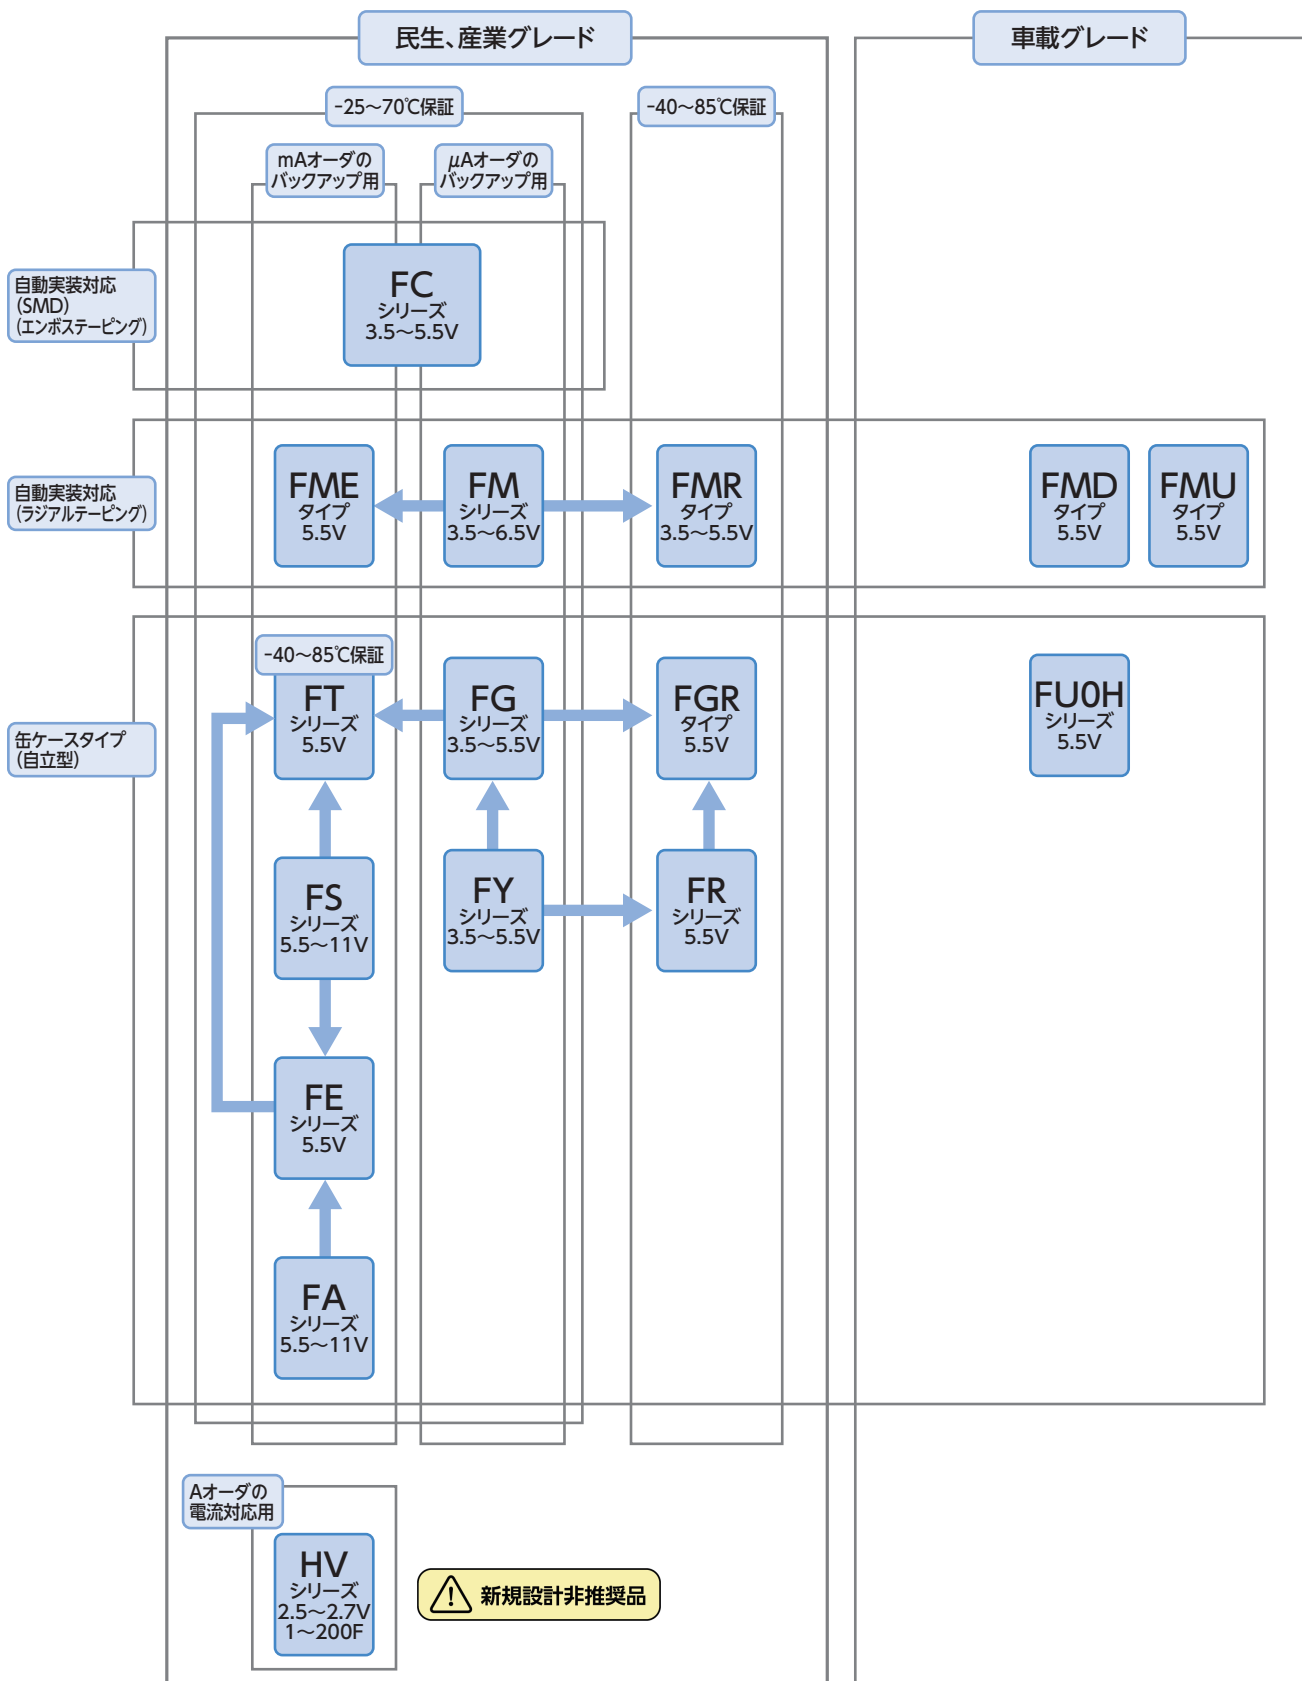 民生、産業グレード
車載グレード
-25～70℃保証
-40～85℃保証
mAオーダの
バックアップ用
μAオーダの
バックアップ用
自動実装対応
(SMD)
(エンボステーピング)
FC
シリーズ
3.5～5.5V
自動実装対応
(ラジアルテーピング)
FME
タイプ
5.5V
FM
シリーズ
3.5～6.5V
FMR
タイプ
3.5～5.5V
FMD
タイプ
5.5V
FMU
タイプ
5.5V
缶ケースタイプ
(自立型)
-40～85℃保証
FT
シリーズ
5.5V
FG
シリーズ
3.5～5.5V
FGR
タイプ
5.5V
FU0H
シリーズ
5.5V
FS
シリーズ
5.5～11V
FY
シリーズ
3.5～5.5V
FR
シリーズ
5.5V
FE
シリーズ
5.5V
FA
シリーズ
5.5～11V
Aオーダの
電流対応用
HV
シリーズ
2.5～2.7V
1～200F
新規設計非推奨品